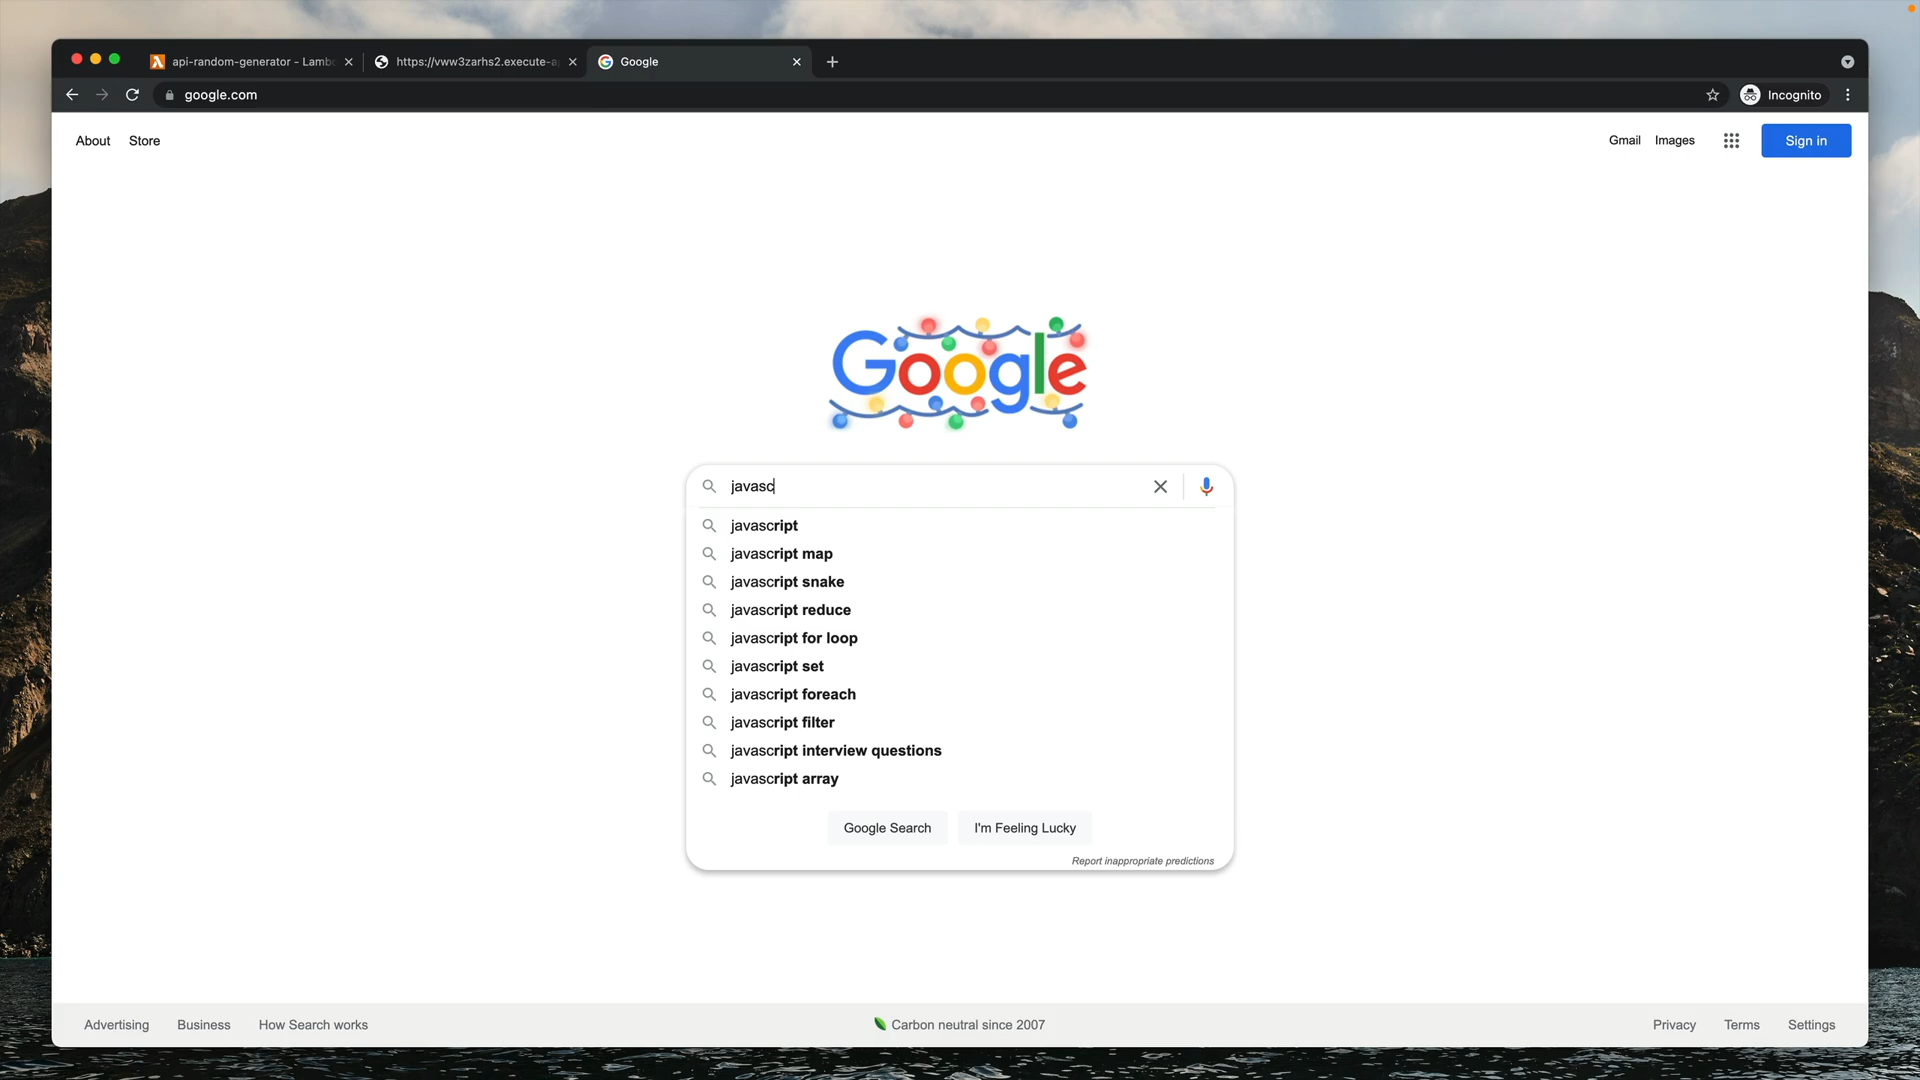 api-random-generator - Lamb
https://vww3zarhs2.execute-a
Google
google.com
Incognito
About
Store
Gmail
Images
Sign in
Google
javasc
javascript
javascript map
javascript snake
javascript reduce
javascript for loop
javascript set
javascript foreach
javascript filter
javascript interview questions
javascript array
Google Search
I'm Feeling Lucky
Report inappropriate predictions
Advertising
Business
How Search works
Carbon neutral since 2007
Privacy
Terms
Settings